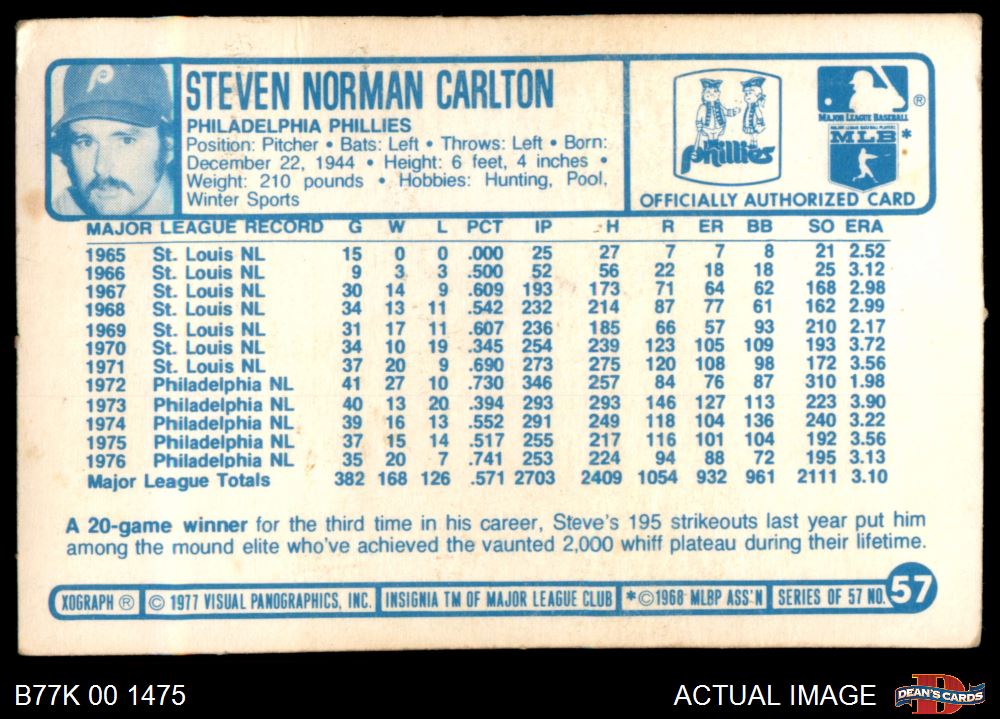 STEVEN NORMAN CARLTON
PHILADELPHIA PHILLIES
Position: Pitcher • Bats: Left • Throws: Left • Born:
December 22, 1944 • Height: 6 feet, 4 inches •
Weight: 210 pounds • Hobbies: Hunting, Pool,
Winter Sports
P
Phillies
MAJOR LEAGUE BASEBALL ®
MAJOR LEAGUE BASEBALL PLAYERS
MLB *
OFFICIALLY AUTHORIZED CARD
MAJOR LEAGUE RECORD G W L PCT IP H R ER BB SO ERA
1965 St. Louis NL 15 0 0 .000 25 27 7 7 8 21 2.52
1966 St. Louis NL 9 3 3 .500 52 56 22 18 18 25 3.12
1967 St. Louis NL 30 14 9 .609 193 173 71 64 62 168 2.98
1968 St. Louis NL 34 13 11 .542 232 214 87 77 61 162 2.99
1969 St. Louis NL 31 17 11 .607 236 185 66 57 93 210 2.17
1970 St. Louis NL 34 10 19 .345 254 239 123 105 109 193 3.72
1971 St. Louis NL 37 20 9 .690 273 275 120 108 98 172 3.56
1972 Philadelphia NL 41 27 10 .730 346 257 84 76 87 310 1.98
1973 Philadelphia NL 40 13 20 .394 293 293 146 127 113 223 3.90
1974 Philadelphia NL 39 16 13 .552 291 249 118 104 136 240 3.22
1975 Philadelphia NL 37 15 14 .517 255 217 116 101 104 192 3.56
1976 Philadelphia NL 35 20 7 .741 253 224 94 88 72 195 3.13
Major League Totals 382 168 126 .571 2703 2409 1054 932 961 2111 3.10
A 20-game winner for the third time in his career, Steve's 195 strikeouts last year put him
among the mound elite who've achieved the vaunted 2,000 whiff plateau during their lifetime.
XOGRAPH ® © 1977 VISUAL PANOGRAPHICS, INC. INSIGNIA TM OF MAJOR LEAGUE CLUB *©1968 MLBP ASS'N SERIES OF 57 NO. 57
B77K 00 1475 ACTUAL IMAGE D DEAN'S CARDS